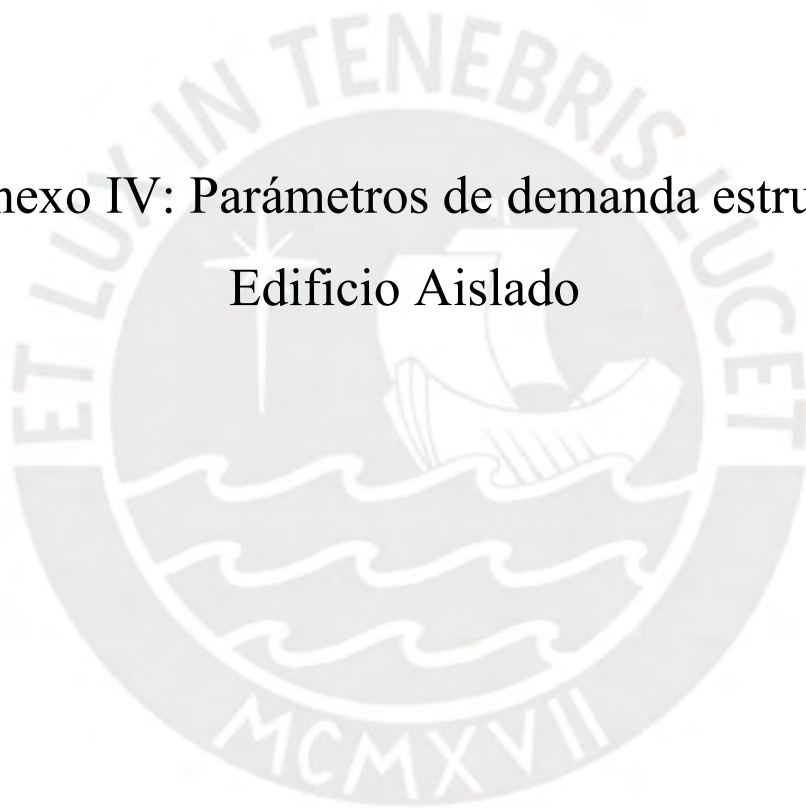 ET LUX IN TENEBRIS LUCET
nexo IV: Parámetros de demanda estru
Edificio Aislado
MCMXVII